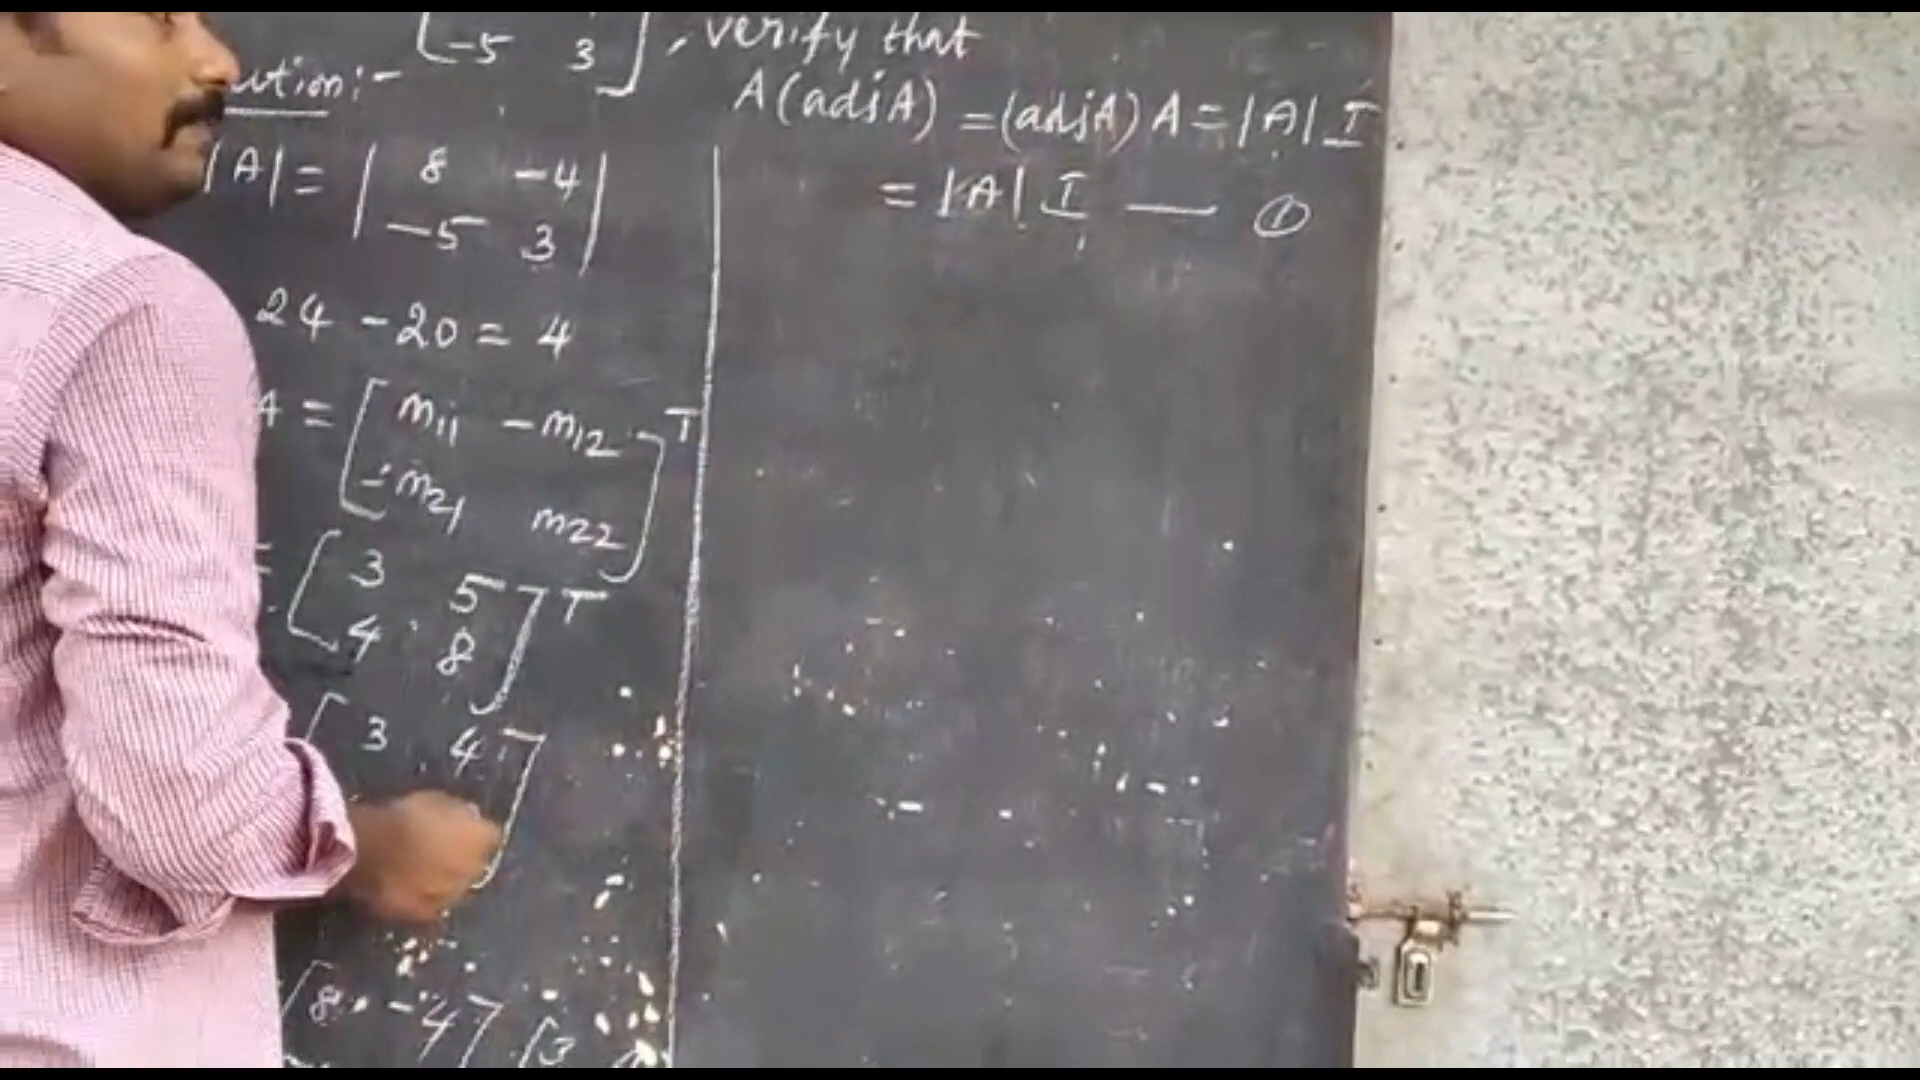 [-5 3], verify that
ution:-
A(adjA) = (adjA) A = |A| I
|A| = | 8 -4 |
| -5 3 |
= |A| I — ①
24 - 20 = 4
A = [ m11 -m12 ] T
[ -m21 m22 ]
= [ 3 5 ] T
[ 4 8 ]
[ 3 4 ]
[ 8 -4 ] [ 3